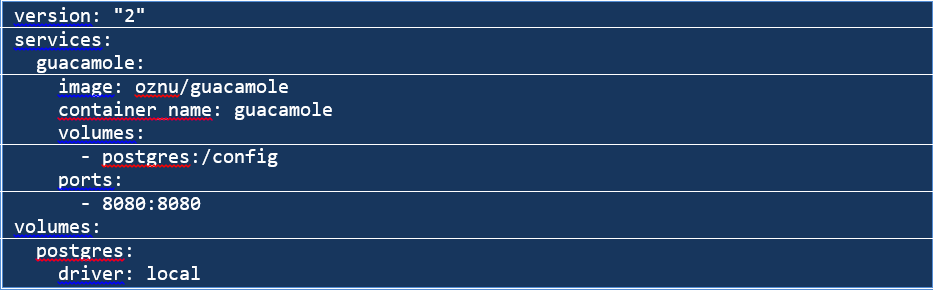 version: "2"
services:
  guacamole:
    image: oznu/guacamole
    container_name: guacamole
    volumes:
      - postgres:/config
    ports:
      - 8080:8080
volumes:
  postgres:
    driver: local